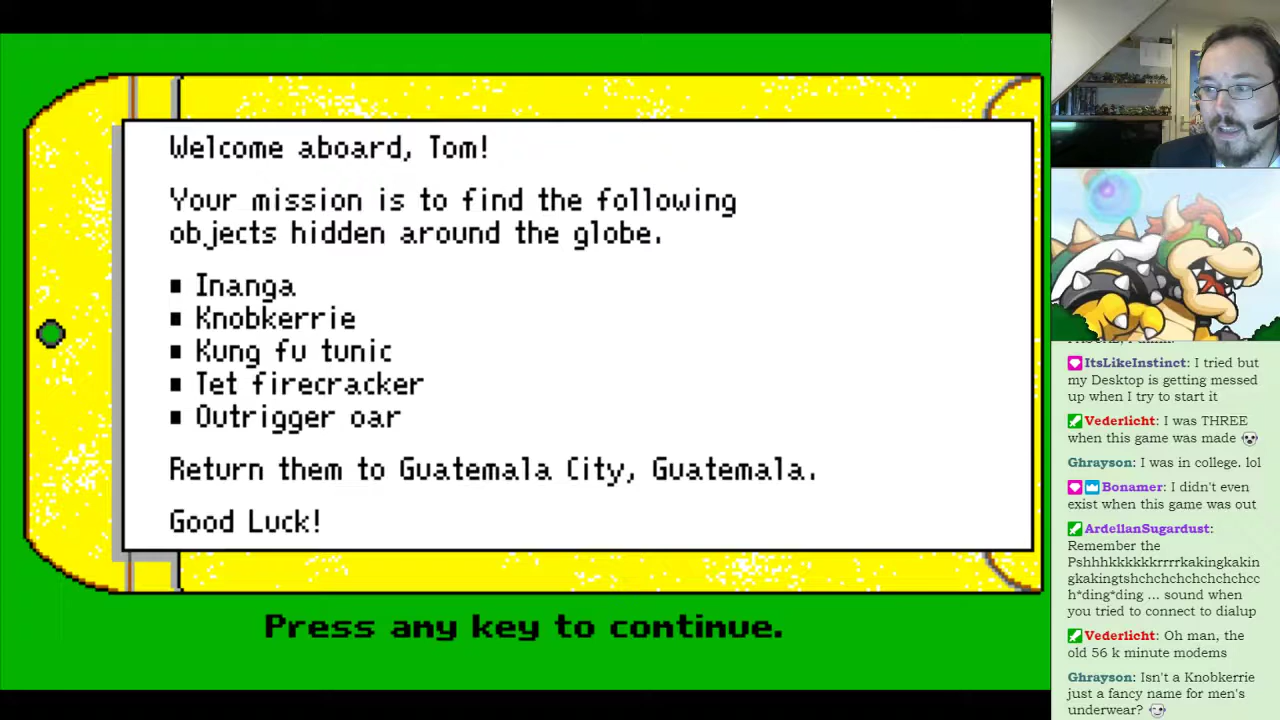 Welcome aboard, Tom!
Your mission is to find the following
objects hidden around the globe.
▪ Inanga
▪ Knobkerrie
▪ Kung fu tunic
▪ Tet firecracker
▪ Outrigger oar
Return them to Guatemala City, Guatemala.
Good Luck!
Press any key to continue.
ItsLikeInstinct: I tried but
my Desktop is getting messed
up when I try to start it
Vederlicht: I was THREE
when this game was made
Ghrayson: I was in college. lol
Bonamer: I didn't even
exist when this game was out
ArdellanSugardust:
Remember the
Pshhhkkkkkkrrrrkakingkakin
gkakingtshchchchchchchchcc
h*ding*ding ... sound when
you tried to connect to dialup
Vederlicht: Oh man, the
old 56 k minute modems
Ghrayson: Isn't a Knobkerrie
just a fancy name for men's
underwear?